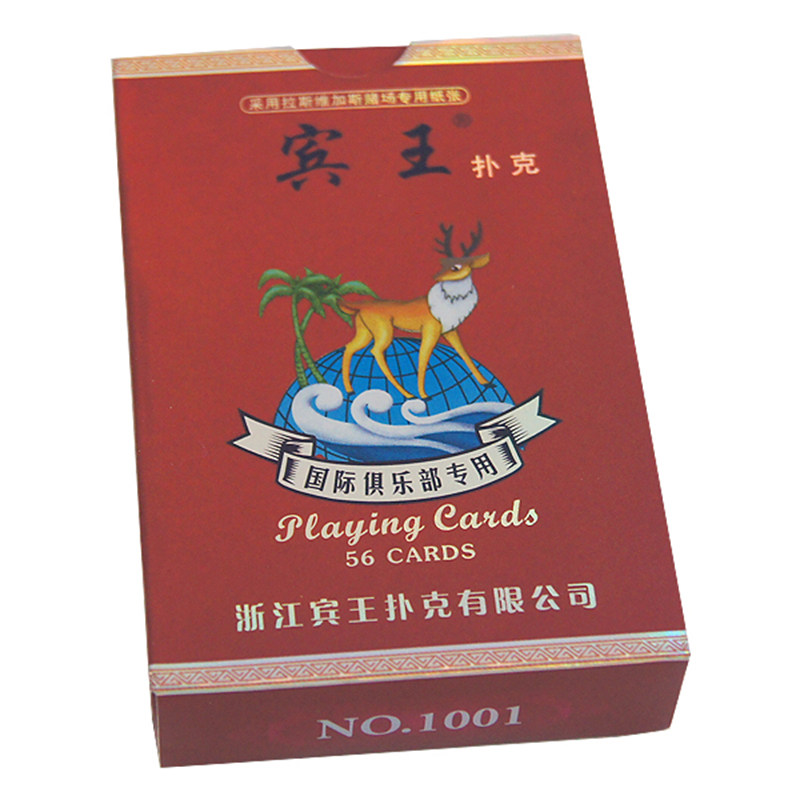 采用拉斯维加斯赌场专用纸张
宾王® 扑克
国际俱乐部专用
Playing Cards
56 CARDS
浙江宾王扑克有限公司
NO.1001